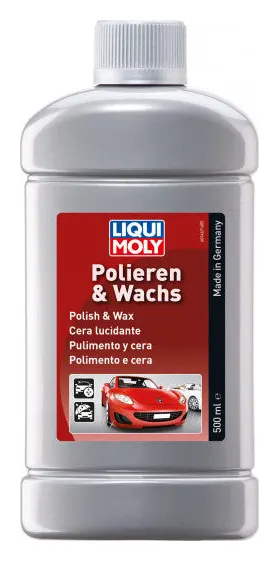 LIQUI
MOLY
Polieren
& Wachs
Polish & Wax
Cera lucidante
Pulimento y cera
Polimento e cera
Made in Germany
500 ml e